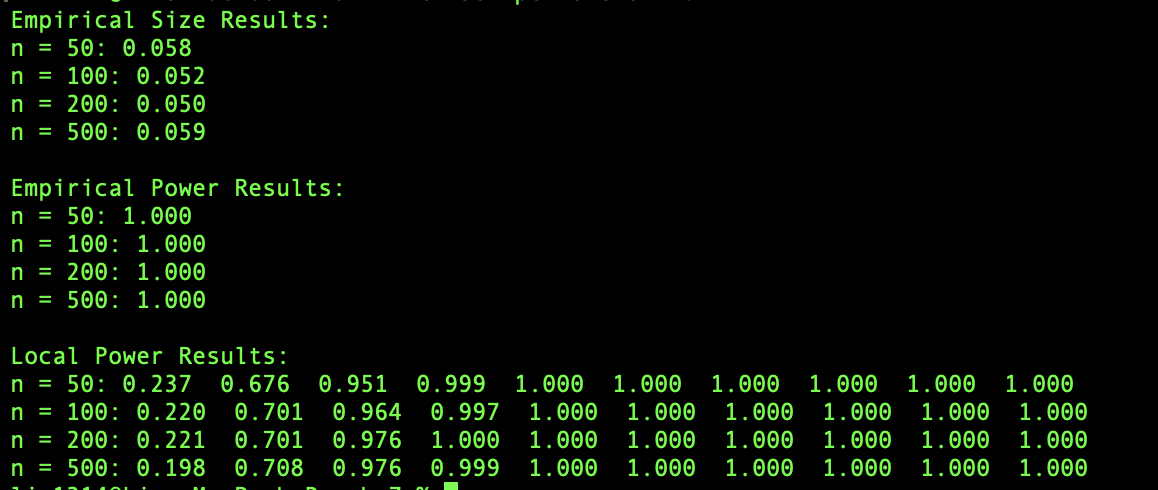 Empirical Size Results:
n = 50: 0.058
n = 100: 0.052
n = 200: 0.050
n = 500: 0.059
Empirical Power Results:
n = 50: 1.000
n = 100: 1.000
n = 200: 1.000
n = 500: 1.000
Local Power Results:
n = 50: 0.237  0.676  0.951  0.999  1.000  1.000  1.000  1.000  1.000  1.000
n = 100: 0.220  0.701  0.964  0.997  1.000  1.000  1.000  1.000  1.000  1.000
n = 200: 0.221  0.701  0.976  1.000  1.000  1.000  1.000  1.000  1.000  1.000
n = 500: 0.198  0.708  0.976  0.999  1.000  1.000  1.000  1.000  1.000  1.000